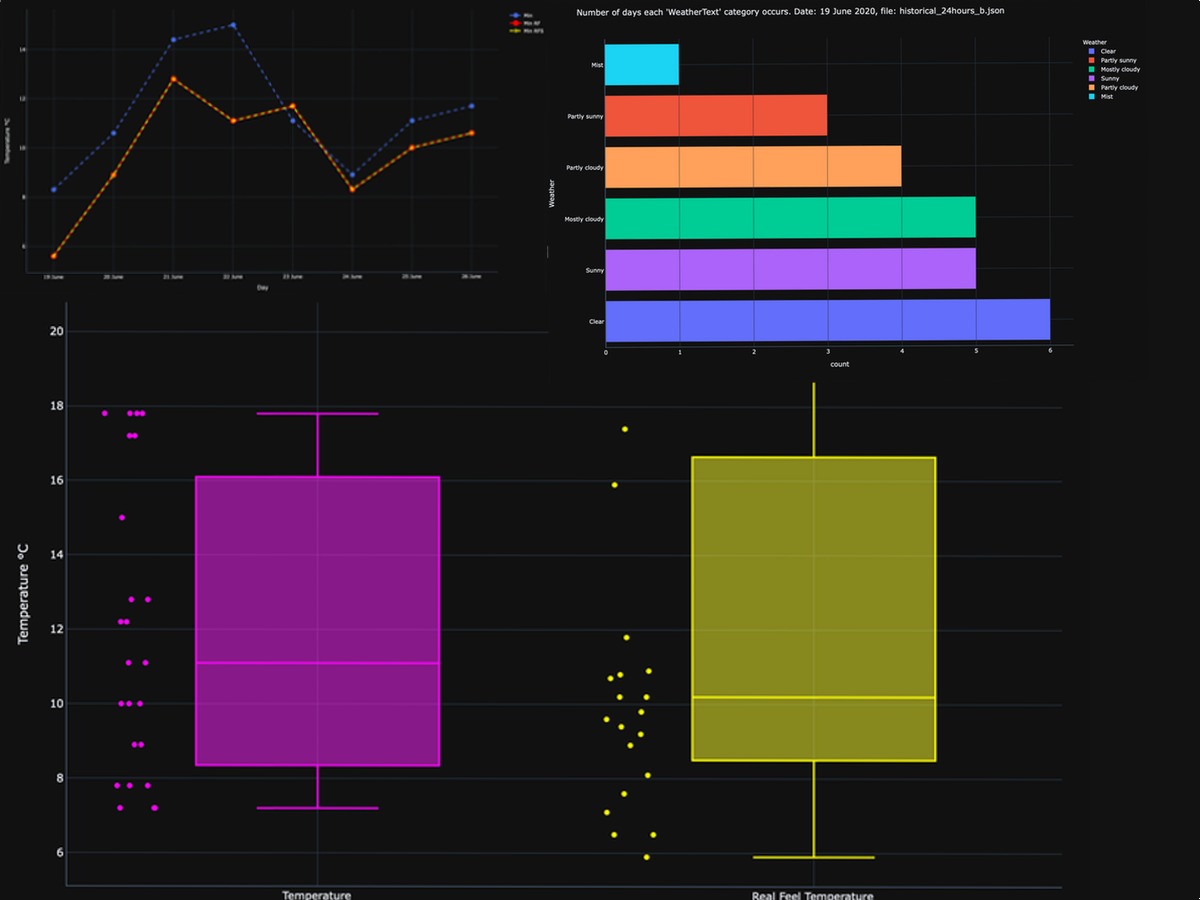 Min
Min RF
Min RFS
14
12
10
8
6
Temperature °C
19 June
20 June
21 June
22 June
23 June
24 June
25 June
26 June
Day
Number of days each 'WeatherText' category occurs. Date: 19 June 2020, file: historical_24hours_b.json
Weather
Clear
Partly sunny
Mostly cloudy
Sunny
Partly cloudy
Mist
Weather
Mist
Partly sunny
Partly cloudy
Mostly cloudy
Sunny
Clear
0 1 2 3 4 5 6
count
20
18
16
14
12
10
8
6
Temperature °C
Temperature
Real Feel Temperature